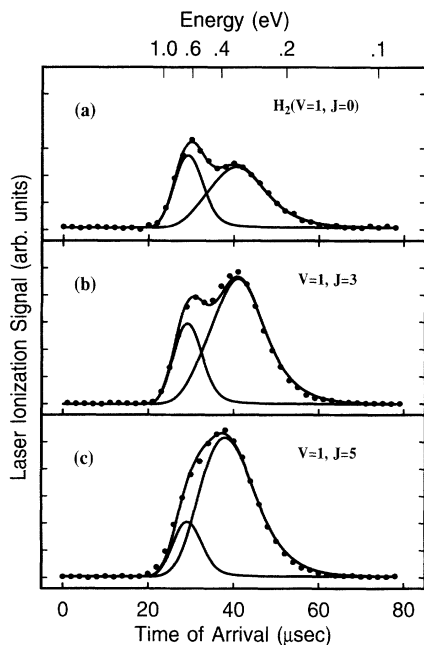 Energy (eV)
1.0 .6 .4 .2 .1
(a)
H₂(V=1, J=0)
(b)
V=1, J=3
(c)
V=1, J=5
Laser Ionization Signal (arb. units)
0 20 40 60 80
Time of Arrival (μsec)